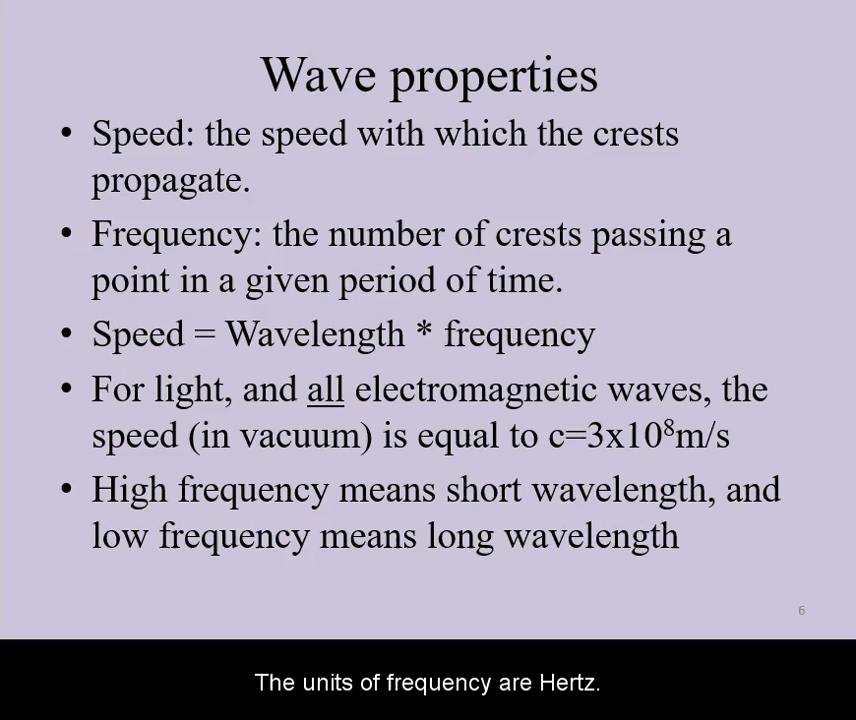 Wave properties
• Speed: the speed with which the crests
propagate.
• Frequency: the number of crests passing a
point in a given period of time.
• Speed = Wavelength * frequency
• For light, and all electromagnetic waves, the
speed (in vacuum) is equal to c=3x10⁸m/s
• High frequency means short wavelength, and
low frequency means long wavelength
6
The units of frequency are Hertz.